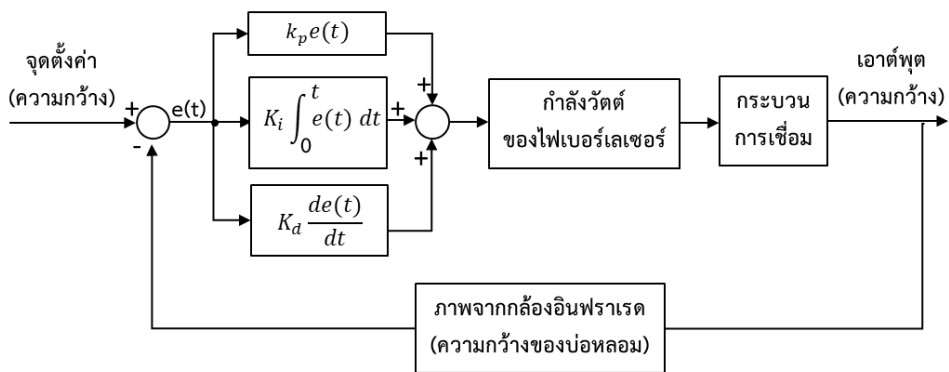 จุดตั้งค่า
(ความกว้าง)
+
-
e(t)
$k_p e(t)$
$K_i \int_0^t e(t)\, dt$
$K_d \frac{de(t)}{dt}$
+
+
+
กำลังวัตต์
ของไฟเบอร์เลเซอร์
กระบวน
การเชื่อม
เอาต์พุต
(ความกว้าง)
ภาพจากกล้องอินฟราเรด
(ความกว้างของบ่อหลอม)